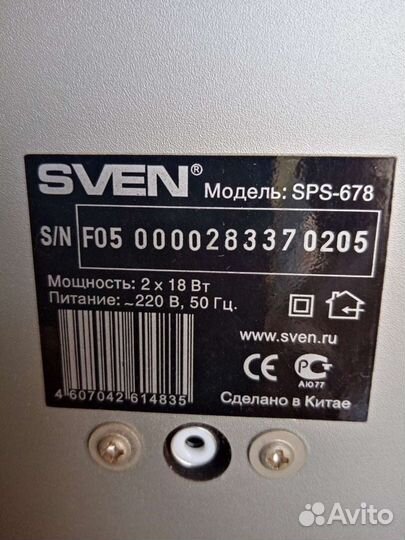 SVEN®
Модель: SPS-678
S/N F05 0000283370205
Мощность: 2 x 18 Вт
Питание: ~220 В, 50 Гц.
www.sven.ru
CE РС
АЮ77
4 607042 614835
Сделано в Китае
Avito